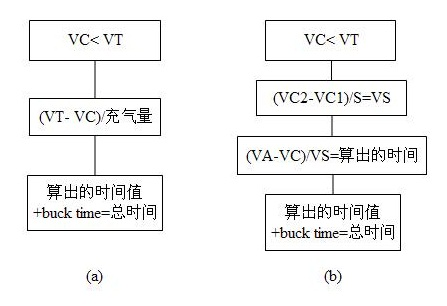 VC< VT
(VT- VC)/充气量
算出的时间值
+buck time=总时间
(a)
VC< VT
(VC2-VC1)/S=VS
(VA-VC)/VS=算出的时间
算出的时间值
+buck time=总时间
(b)